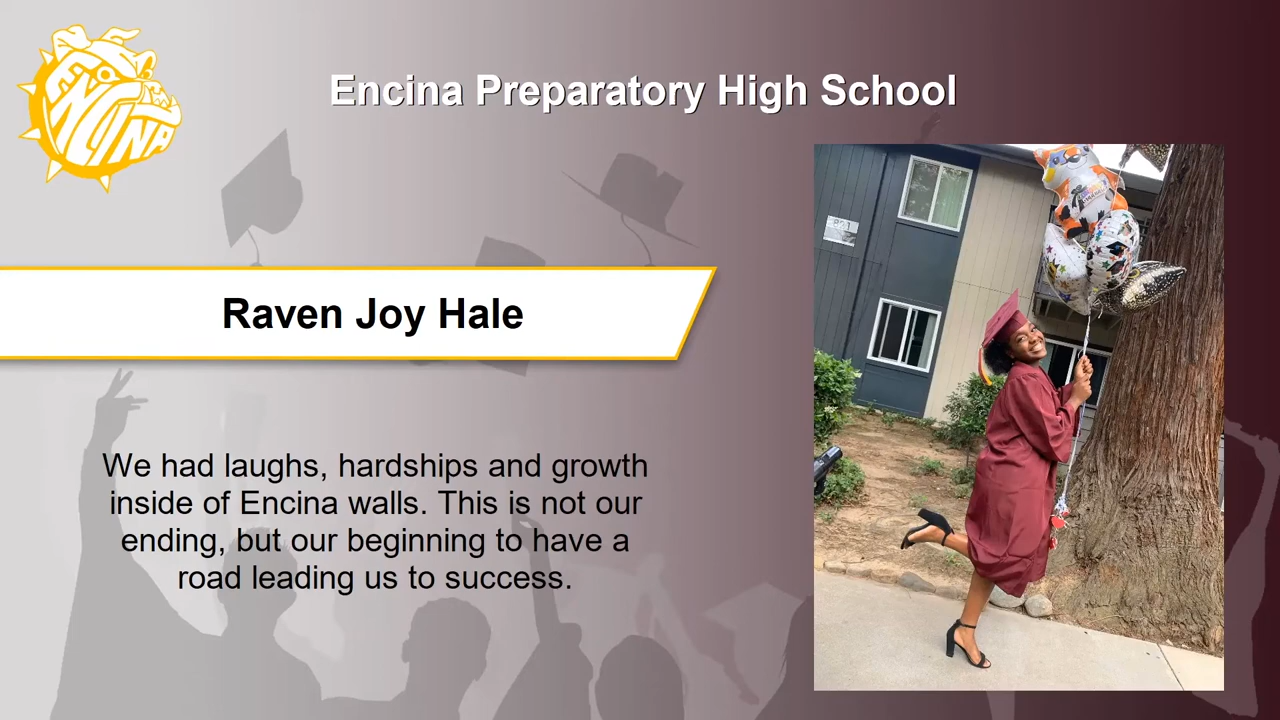 ENCINA
Encina Preparatory High School
Raven Joy Hale
We had laughs, hardships and growth
inside of Encina walls. This is not our
ending, but our beginning to have a
road leading us to success.